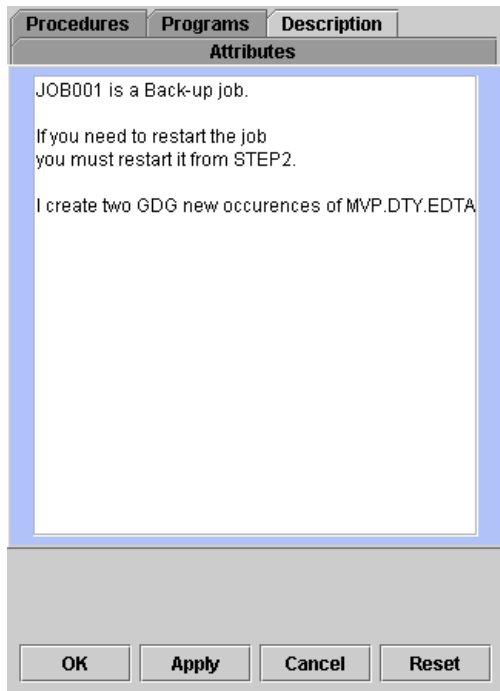 Procedures Programs Description
Attributes
JOB001 is a Back-up job.
If you need to restart the job
you must restart it from STEP2.
I create two GDG new occurences of MVP.DTY.EDTA
OK Apply Cancel Reset